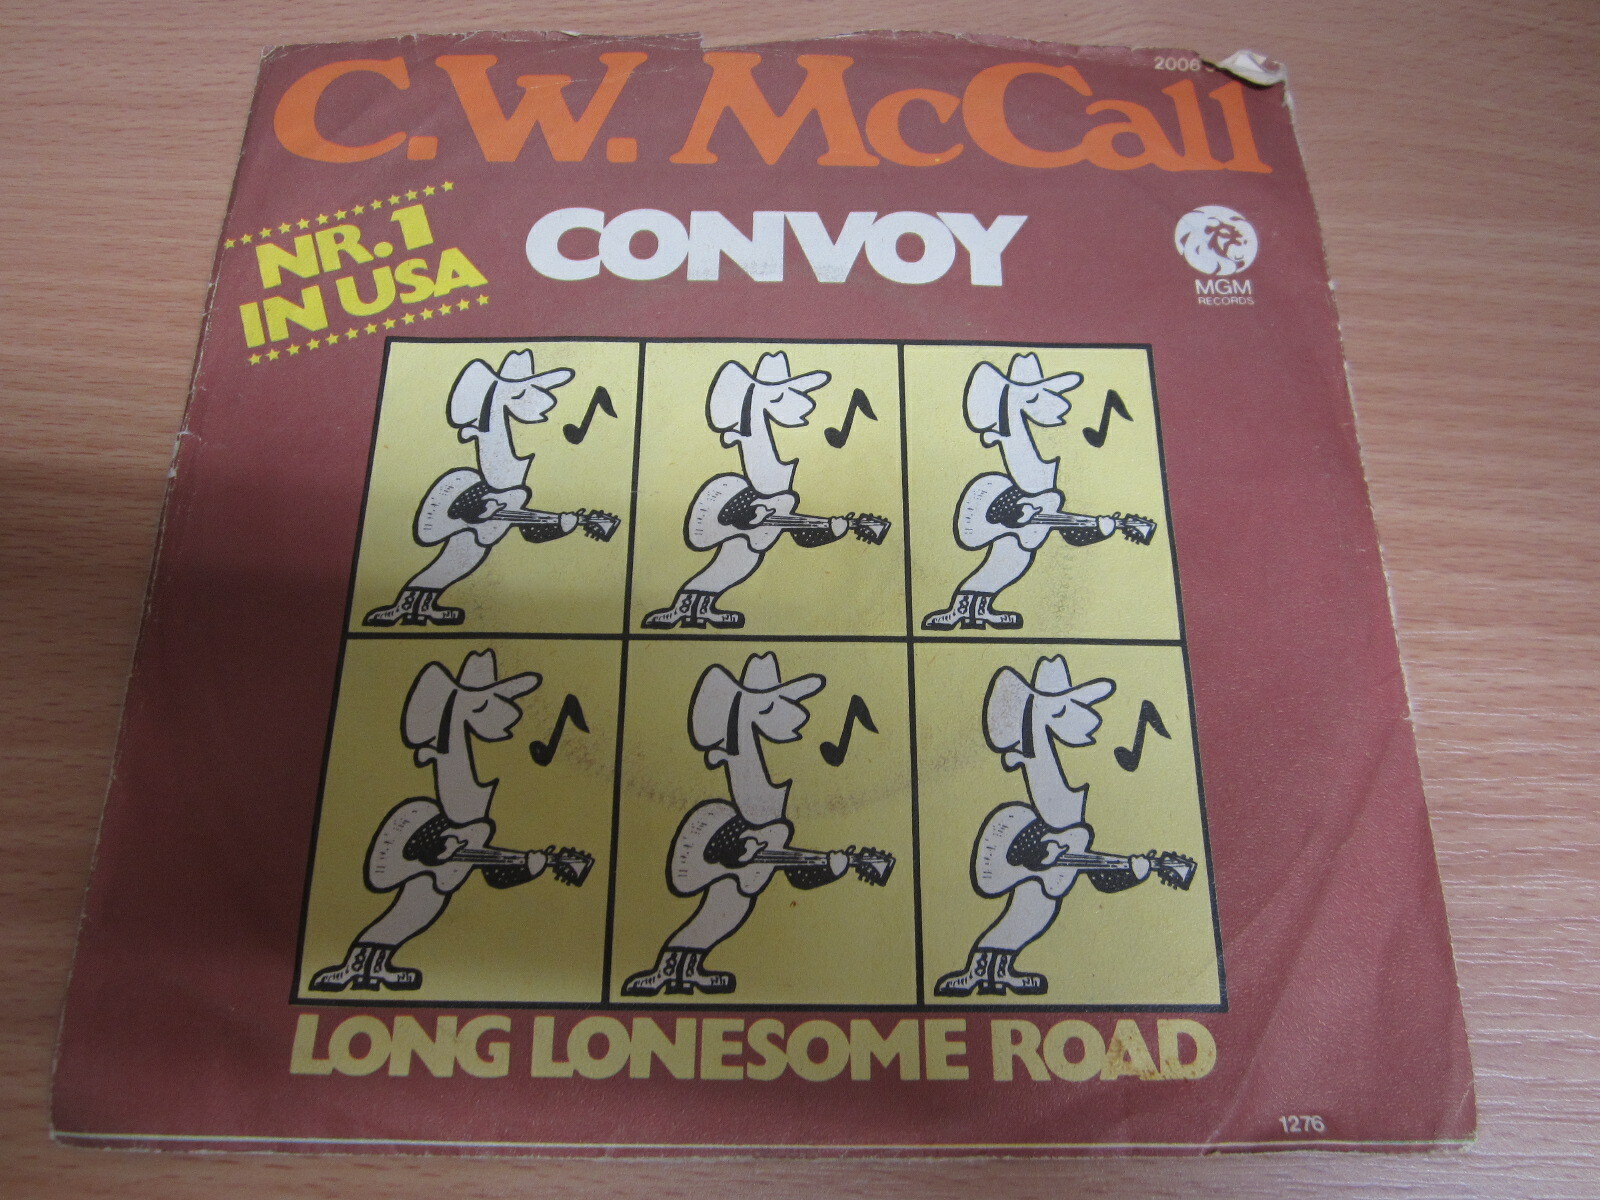 C.W. McCall
2006
CONVOY
NR.1
IN USA
MGM
RECORDS
LONG LONESOME ROAD
1276